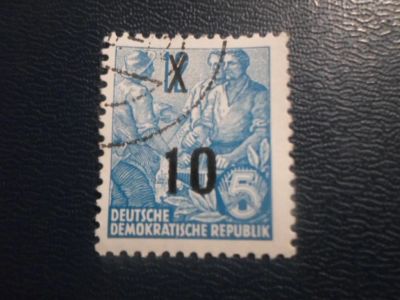 X
10
5
DEUTSCHE
DEMOKRATISCHE REPUBLIK